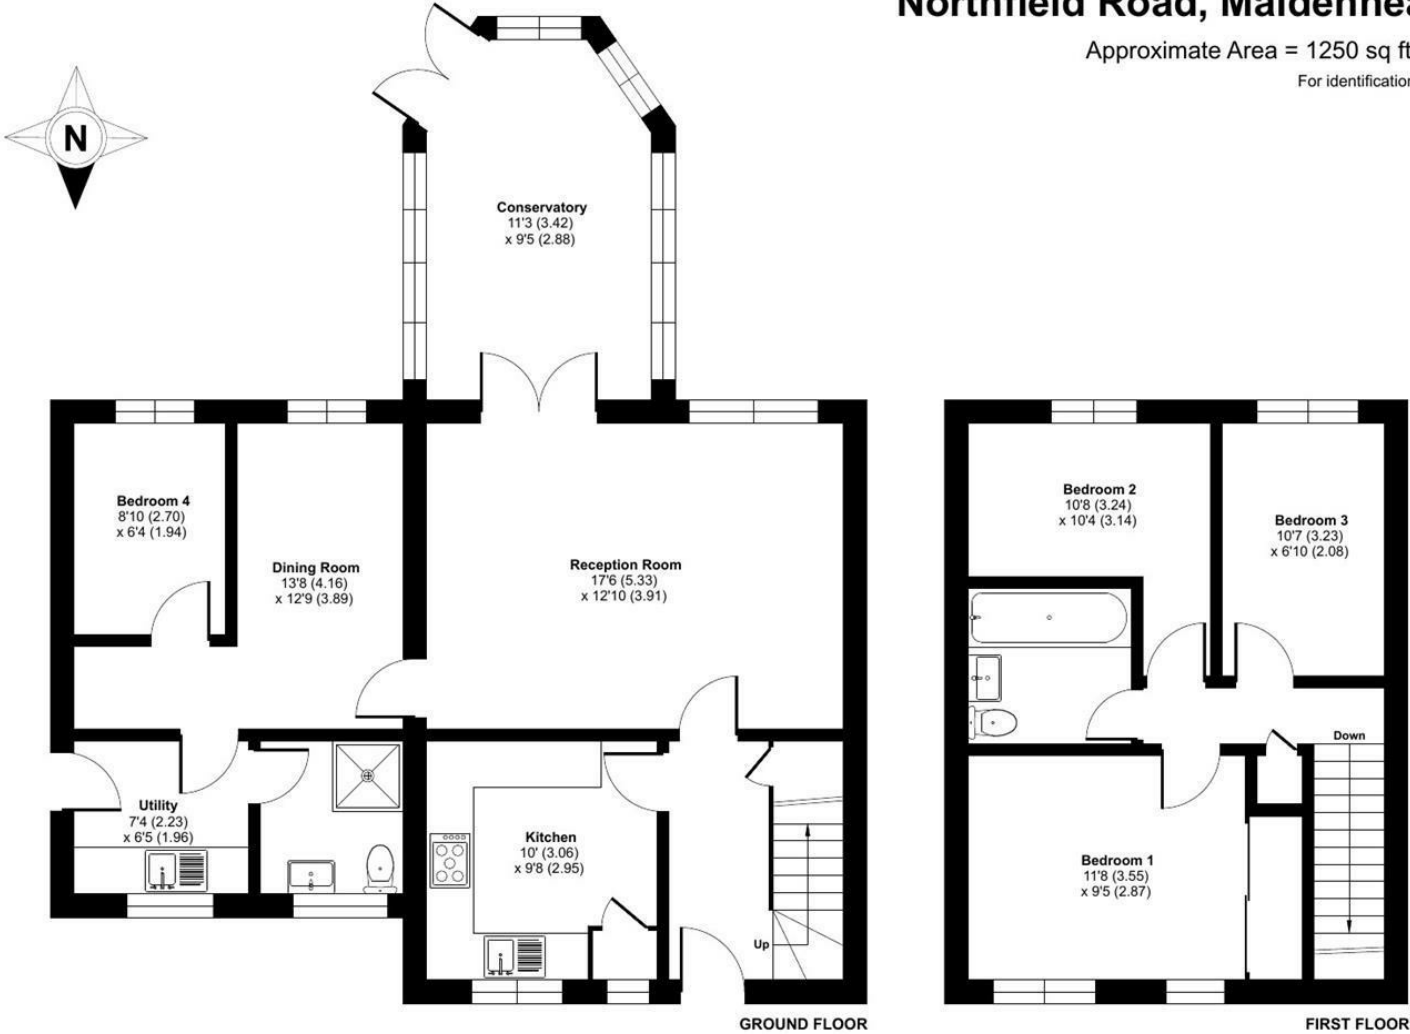 Northfield Road, Maidenhea
Approximate Area = 1250 sq ft
For identification
N
Conservatory
11'3 (3.42)
x 9'5 (2.88)
Bedroom 4
8'10 (2.70)
x 6'4 (1.94)
Dining Room
13'8 (4.16)
x 12'9 (3.89)
Reception Room
17'6 (5.33)
x 12'10 (3.91)
Utility
7'4 (2.23)
x 6'5 (1.96)
Kitchen
10' (3.06)
x 9'8 (2.95)
Up
GROUND FLOOR
Bedroom 2
10'8 (3.24)
x 10'4 (3.14)
Bedroom 3
10'7 (3.23)
x 6'10 (2.08)
Down
Bedroom 1
11'8 (3.55)
x 9'5 (2.87)
FIRST FLOOR